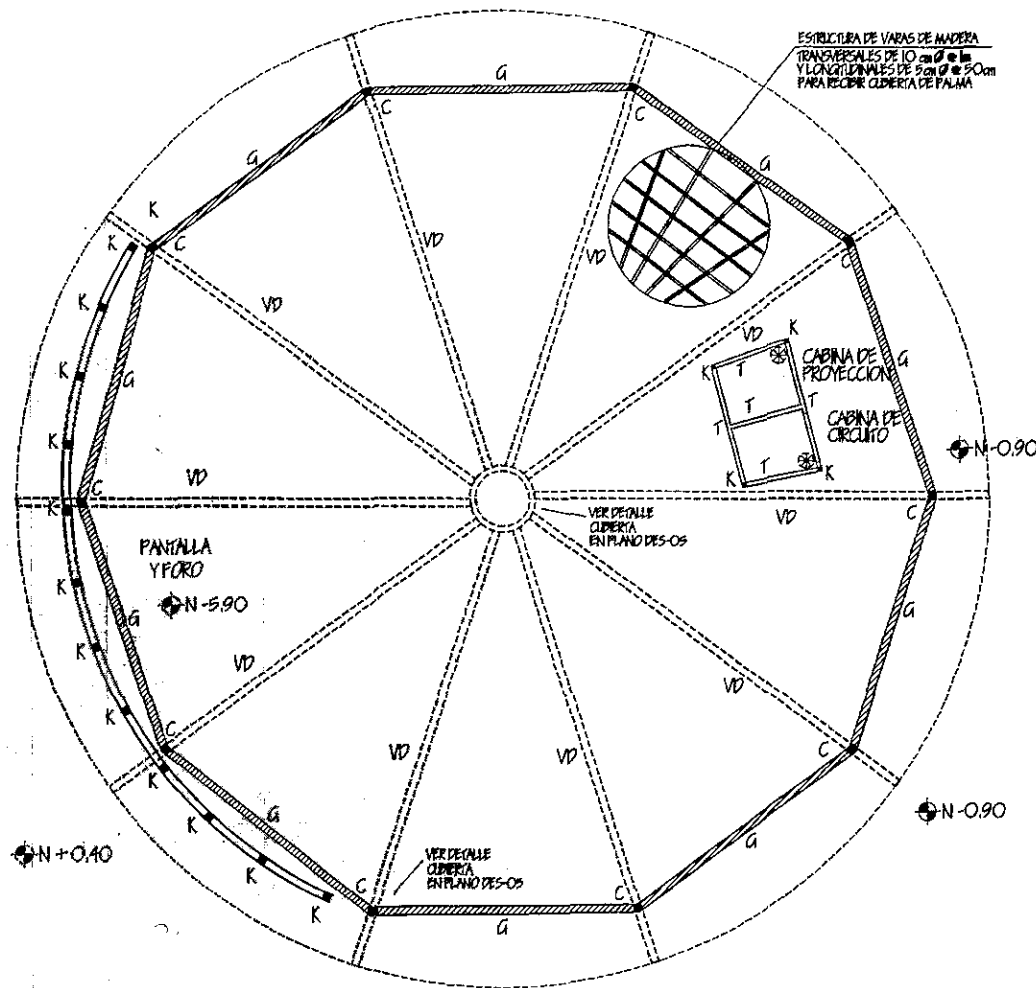 ESTRUCTURA DE VARAS DE MADERA
TRANSVERSALES DE 10 cm Ø @ 1m
Y LONGITUDINALES DE 5 cm Ø @ 50 cm
PARA RECIBIR CUBIERTA DE PALMA
G
C
C
G
G
K
C
K
VD
VD
C
K
VD
VD
K
VD
K
CABINA DE
PROYECCION
G
K
T
G
K
T
T
CABINA DE
CIRCUITO
K
T
N-0.90
K
K
VD
C
VD
C
K
VER DETALLE
CUBIERTA
EN PLANO DES-05
PANTALLA
Y FORO
K
N-5.90
G
G
K
VD
VD
K
C
VD
VD
C
K
G
N-0.90
K
G
N+0.40
VER DETALLE
CUBIERTA
EN PLANO DES-05
K
C
C
K
G